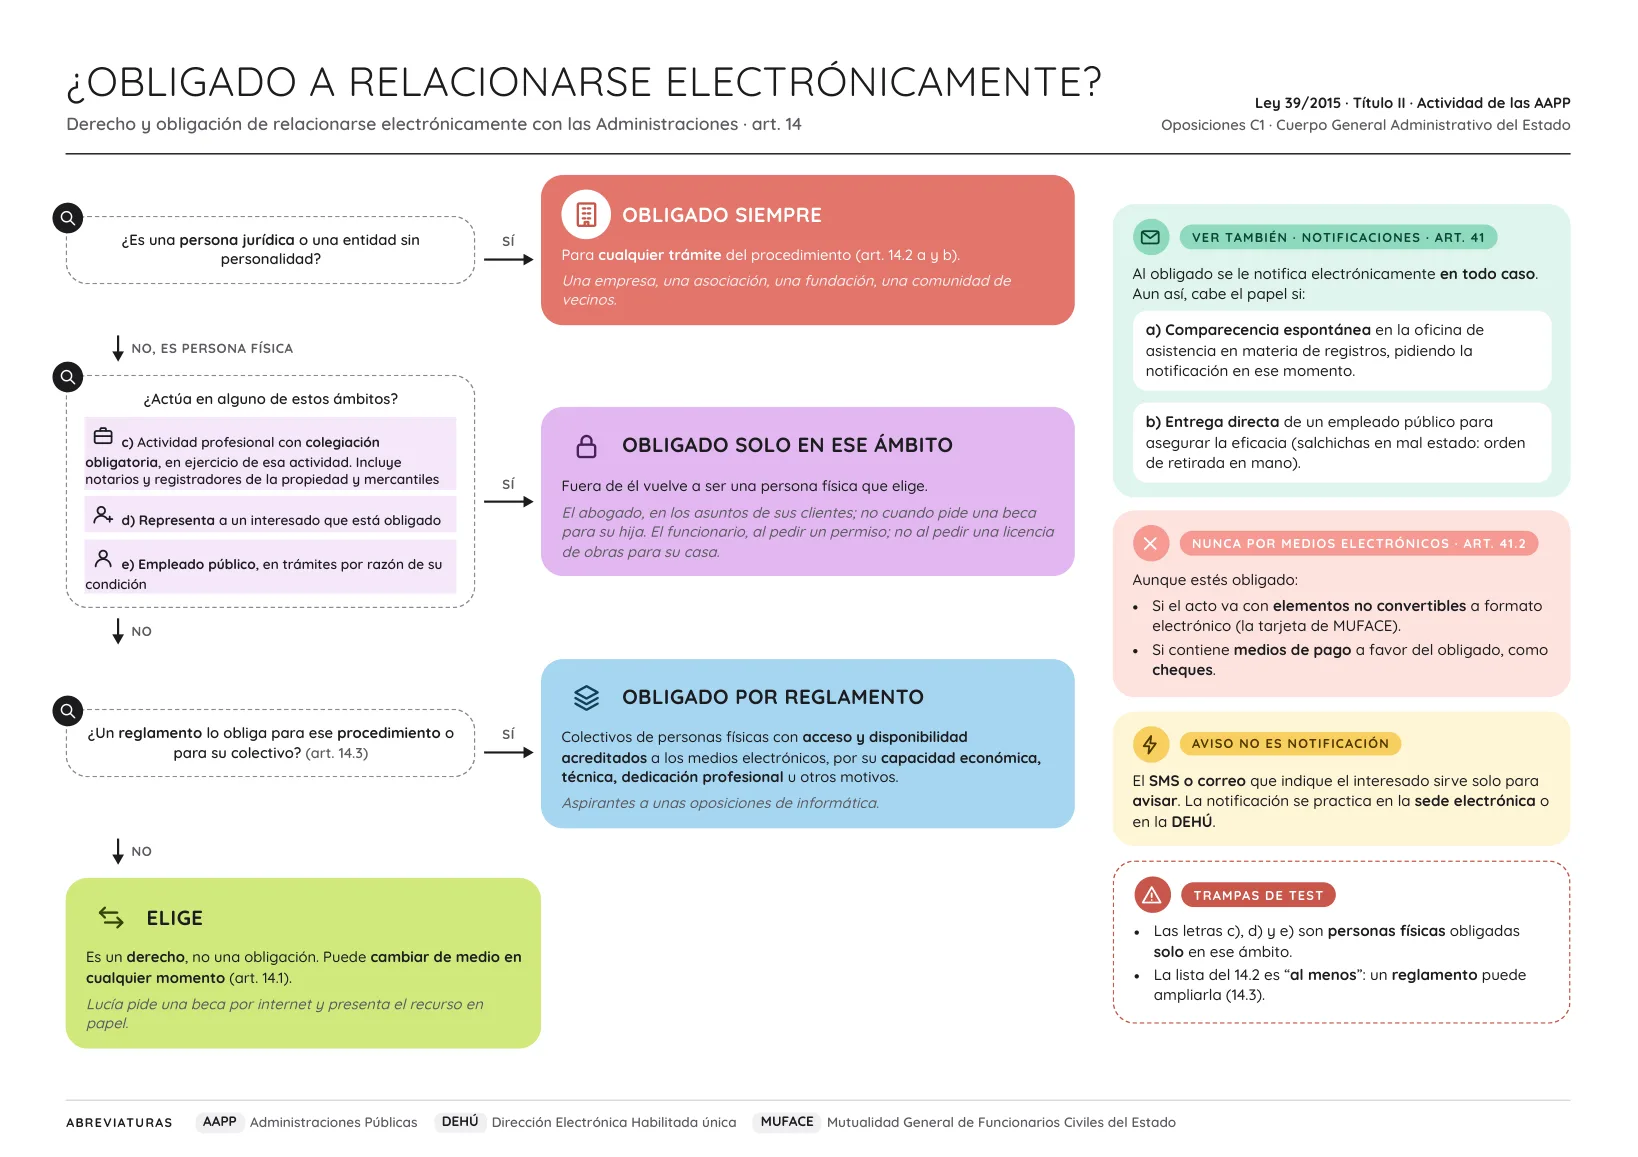 ¿OBLIGADO A RELACIONARSE ELECTRÓNICAMENTE?
Derecho y obligación de relacionarse electrónicamente con las Administraciones · art. 14
Ley 39/2015 · Título II · Actividad de las AAPP
Oposiciones C1 · Cuerpo General Administrativo del Estado
¿Es una persona jurídica o una entidad sin
personalidad?
SÍ
OBLIGADO SIEMPRE
Para cualquier trámite del procedimiento (art. 14.2 a y b).
Una empresa, una asociación, una fundación, una comunidad de
vecinos.
NO, ES PERSONA FÍSICA
¿Actúa en alguno de estos ámbitos?
c) Actividad profesional con colegiación
obligatoria, en ejercicio de esa actividad. Incluye
notarios y registradores de la propiedad y mercantiles
d) Representa a un interesado que está obligado
e) Empleado público, en trámites por razón de su
condición
SÍ
OBLIGADO SOLO EN ESE ÁMBITO
Fuera de él vuelve a ser una persona física que elige.
El abogado, en los asuntos de sus clientes; no cuando pide una beca
para su hija. El funcionario, al pedir un permiso; no al pedir una licencia
de obras para su casa.
NO
¿Un reglamento lo obliga para ese procedimiento o
para su colectivo? (art. 14.3)
SÍ
OBLIGADO POR REGLAMENTO
Colectivos de personas físicas con acceso y disponibilidad
acreditados a los medios electrónicos, por su capacidad económica,
técnica, dedicación profesional u otros motivos.
Aspirantes a unas oposiciones de informática.
NO
ELIGE
Es un derecho, no una obligación. Puede cambiar de medio en
cualquier momento (art. 14.1).
Lucía pide una beca por internet y presenta el recurso en
papel.
VER TAMBIÉN · NOTIFICACIONES · ART. 41
Al obligado se le notifica electrónicamente en todo caso.
Aun así, cabe el papel si:
a) Comparecencia espontánea en la oficina de
asistencia en materia de registros, pidiendo la
notificación en ese momento.
b) Entrega directa de un empleado público para
asegurar la eficacia (salchichas en mal estado: orden
de retirada en mano).
NUNCA POR MEDIOS ELECTRÓNICOS · ART. 41.2
Aunque estés obligado:
• Si el acto va con elementos no convertibles a formato
electrónico (la tarjeta de MUFACE).
• Si contiene medios de pago a favor del obligado, como
cheques.
AVISO NO ES NOTIFICACIÓN
El SMS o correo que indique el interesado sirve solo para
avisar. La notificación se practica en la sede electrónica o
en la DEHÚ.
TRAMPAS DE TEST
• Las letras c), d) y e) son personas físicas obligadas
solo en ese ámbito.
• La lista del 14.2 es “al menos”: un reglamento puede
ampliarla (14.3).
ABREVIATURAS AAPP Administraciones Públicas DEHÚ Dirección Electrónica Habilitada única MUFACE Mutualidad General de Funcionarios Civiles del Estado